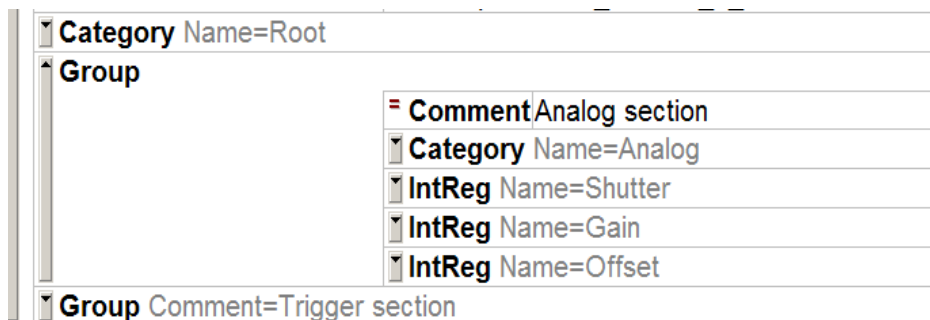 Category Name=Root
Group
= Comment Analog section
Category Name=Analog
IntReg Name=Shutter
IntReg Name=Gain
IntReg Name=Offset
Group Comment=Trigger section